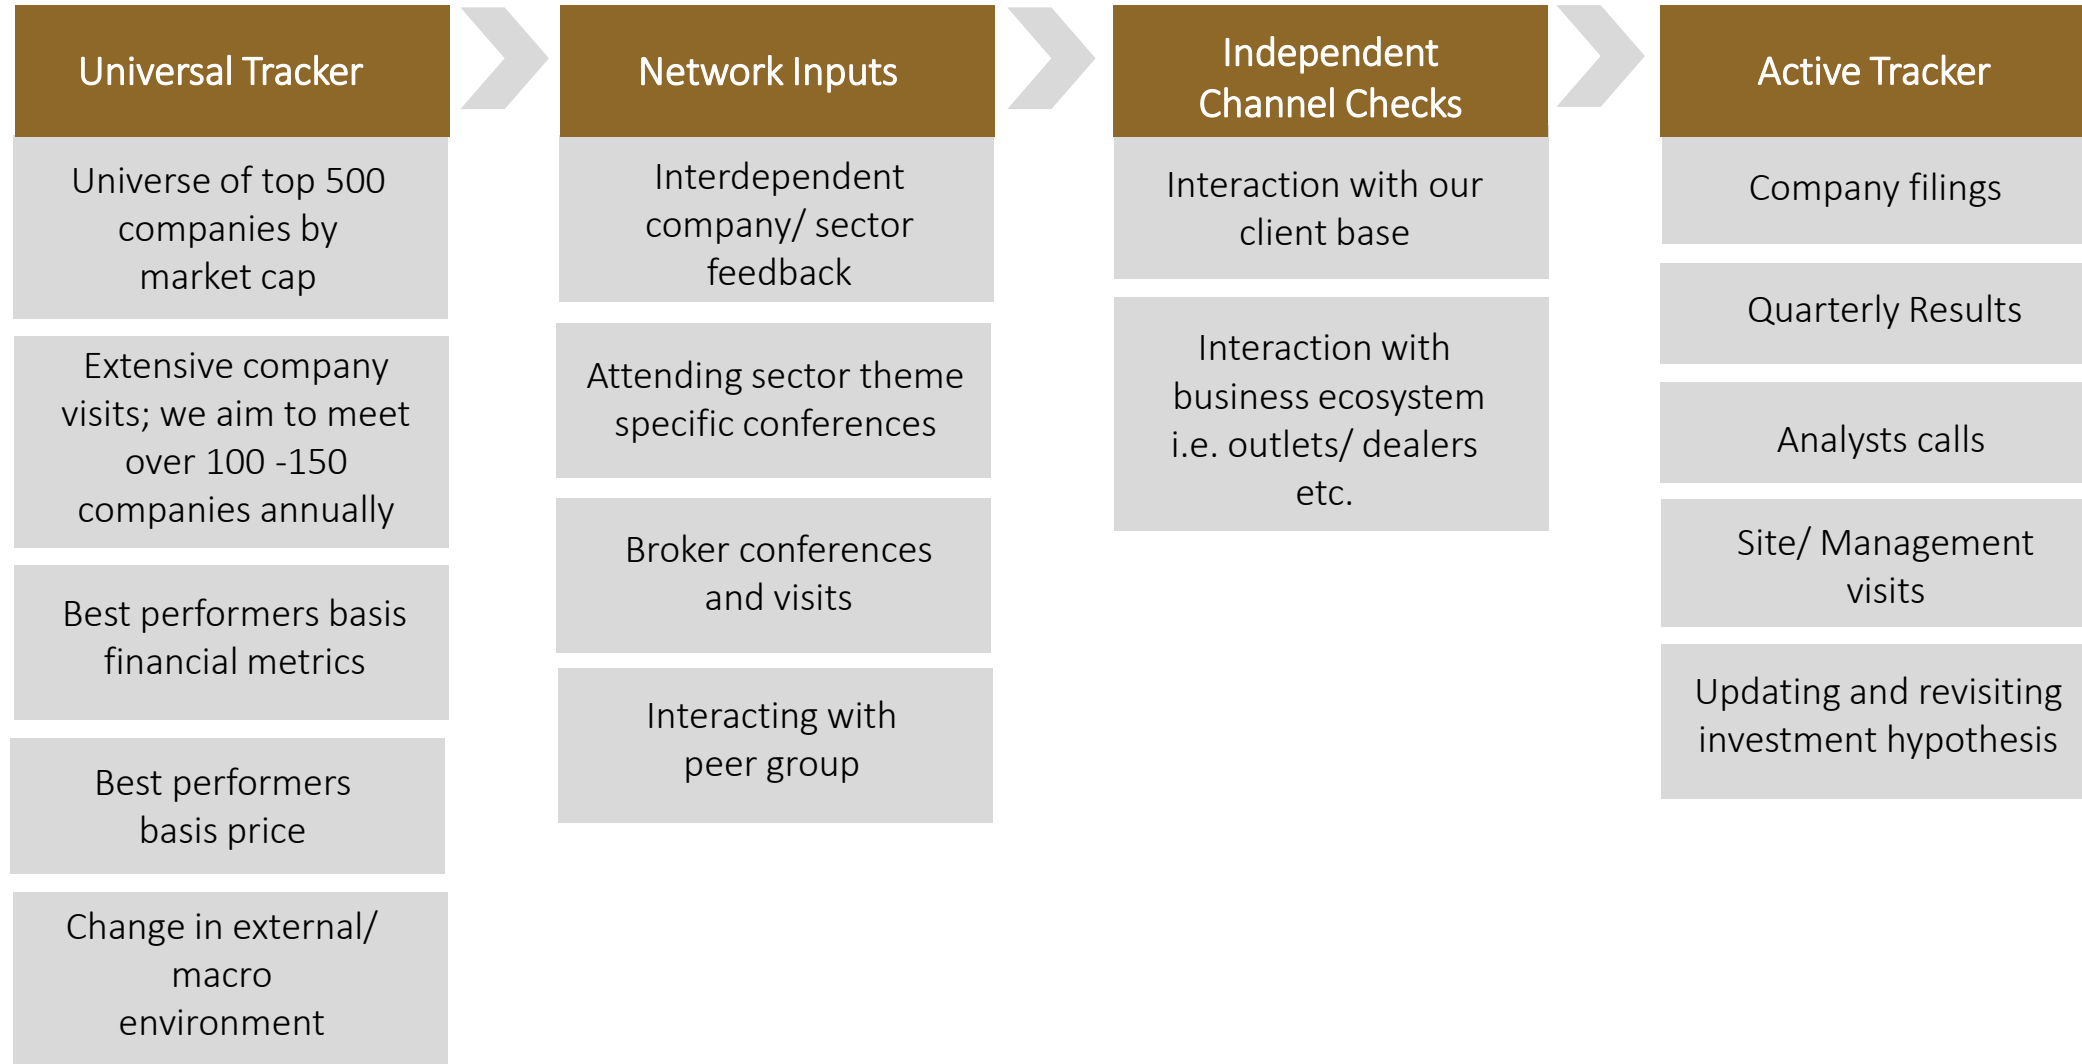 Universal Tracker
Universe of top 500
companies by
market cap
Extensive company
visits; we aim to meet
over 100 -150
companies annually
Best performers basis
financial metrics
Best performers
basis price
Change in external/
macro
environment
Network Inputs
Interdependent
company/ sector
feedback
Attending sector theme
specific conferences
Broker conferences
and visits
Interacting with
peer group
Independent
Channel Checks
Interaction with our
client base
Interaction with
business ecosystem
i.e. outlets/ dealers
etc.
Active Tracker
Company filings
Quarterly Results
Analysts calls
Site/ Management
visits
Updating and revisiting
investment hypothesis